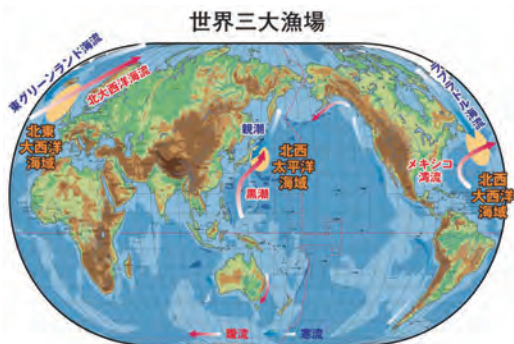 世界三大漁場
東グリーンランド海流
北大西洋海流
ラブラドル海流
北東
大西洋
海域
親潮
北西
太平洋
海域
黒潮
メキシコ
湾流
北西
大西洋
海域
暖流
寒流